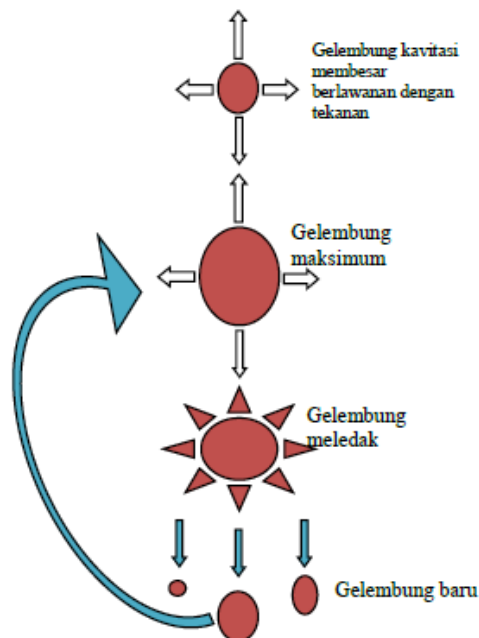 Gelembung kavitasi
membesar
berlawanan dengan
tekanan
Gelembung
maksimum
Gelembung
meledak
Gelembung baru